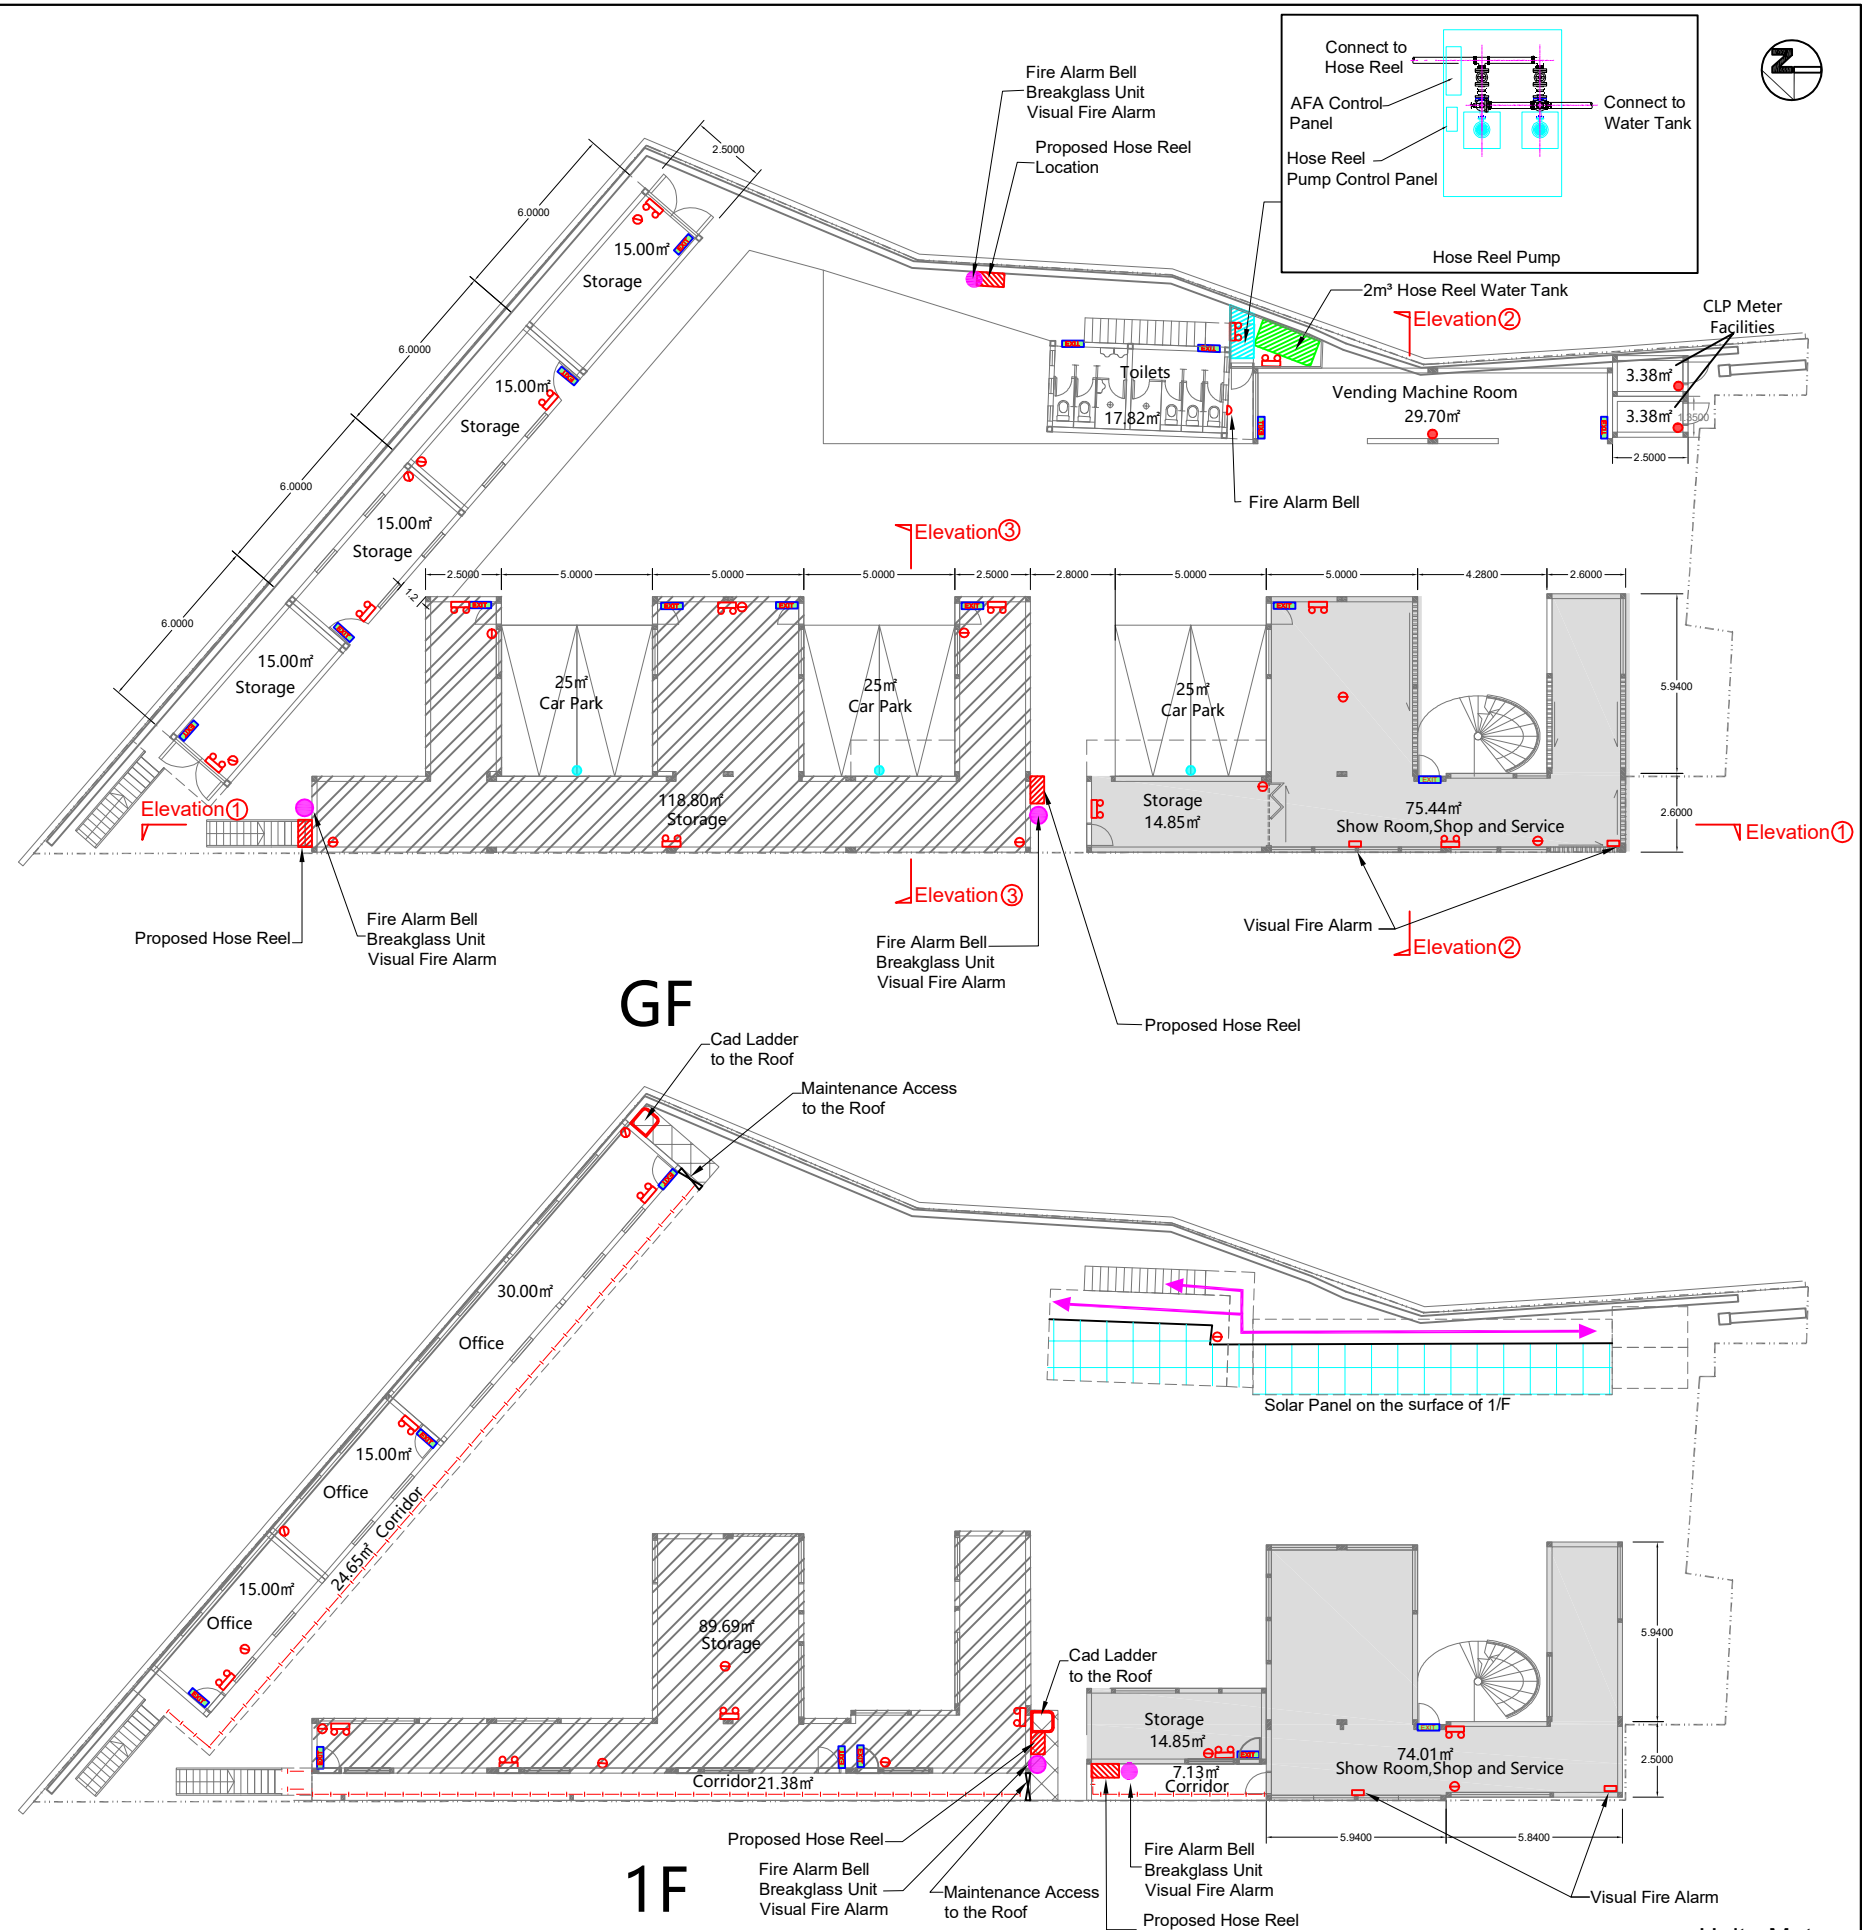 Connect to
Hose Reel
AFA Control
Panel
Hose Reel
Pump Control Panel
Connect to
Water Tank
Hose Reel Pump
N
Fire Alarm Bell
Breakglass Unit
Visual Fire Alarm
Proposed Hose Reel
Location
2.5000
6.0000
6.0000
6.0000
6.0000
15.00㎡
Storage
15.00㎡
Storage
15.00㎡
Storage
15.00㎡
Storage
1.2
2m³ Hose Reel Water Tank
Elevation②
CLP Meter
Facilities
Toilets
17.82㎡
Vending Machine Room
29.70㎡
3.38㎡
3.38㎡
2.5000
Fire Alarm Bell
Elevation③
2.5000
5.0000
5.0000
5.0000
2.5000
2.8000
5.0000
5.0000
4.2800
2.6000
EXIT
EXIT
EXIT
EXIT
EXIT
25㎡
Car Park
25㎡
Car Park
25㎡
Car Park
5.9400
2.6000
118.80㎡
Storage
Storage
14.85㎡
75.44㎡
Show Room,Shop and Service
Elevation①
Elevation①
Elevation③
Elevation②
Proposed Hose Reel
Fire Alarm Bell
Breakglass Unit
Visual Fire Alarm
Fire Alarm Bell
Breakglass Unit
Visual Fire Alarm
Visual Fire Alarm
Proposed Hose Reel
GF
Cad Ladder
to the Roof
Maintenance Access
to the Roof
30.00㎡
Office
15.00㎡
Office
15.00㎡
Office
24.65㎡ Corridor
Solar Panel on the surface of 1/F
89.69㎡
Storage
Corridor21.38㎡
Cad Ladder
to the Roof
Storage
14.85㎡
7.13㎡
Corridor
74.01㎡
Show Room,Shop and Service
5.9400
2.5000
5.9400
5.8400
Proposed Hose Reel
Fire Alarm Bell
Breakglass Unit
Visual Fire Alarm
Maintenance Access
to the Roof
Fire Alarm Bell
Breakglass Unit
Visual Fire Alarm
Proposed Hose Reel
Visual Fire Alarm
1F